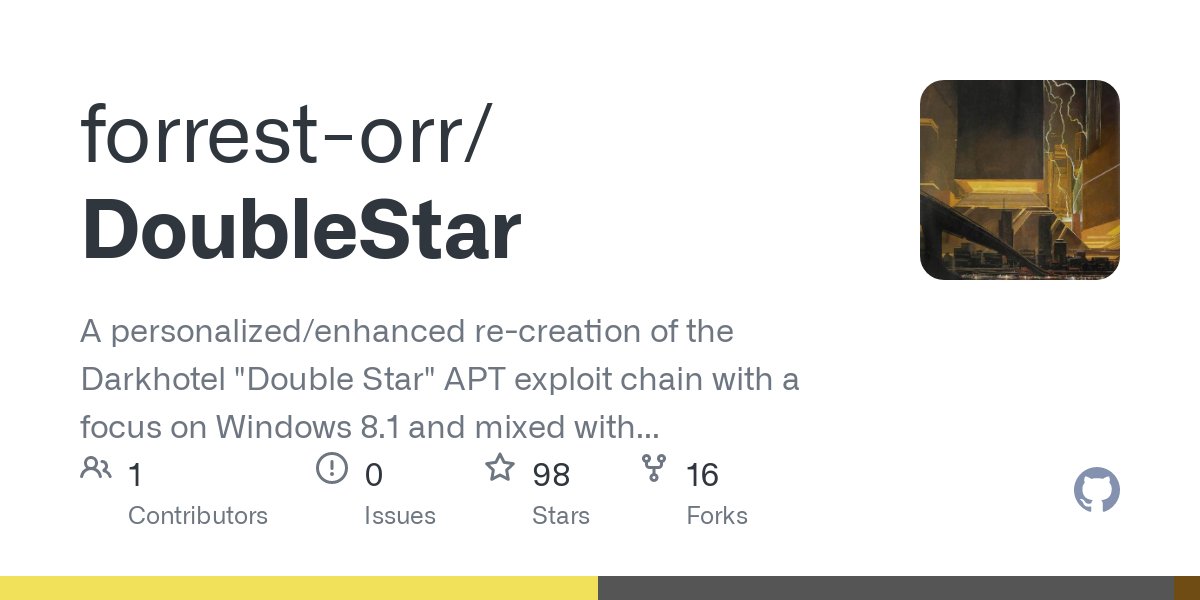 forrest-orr/
DoubleStar
A personalized/enhanced re-creation of the
Darkhotel "Double Star" APT exploit chain with a
focus on Windows 8.1 and mixed with...
1 0 98 16
Contributors Issues Stars Forks